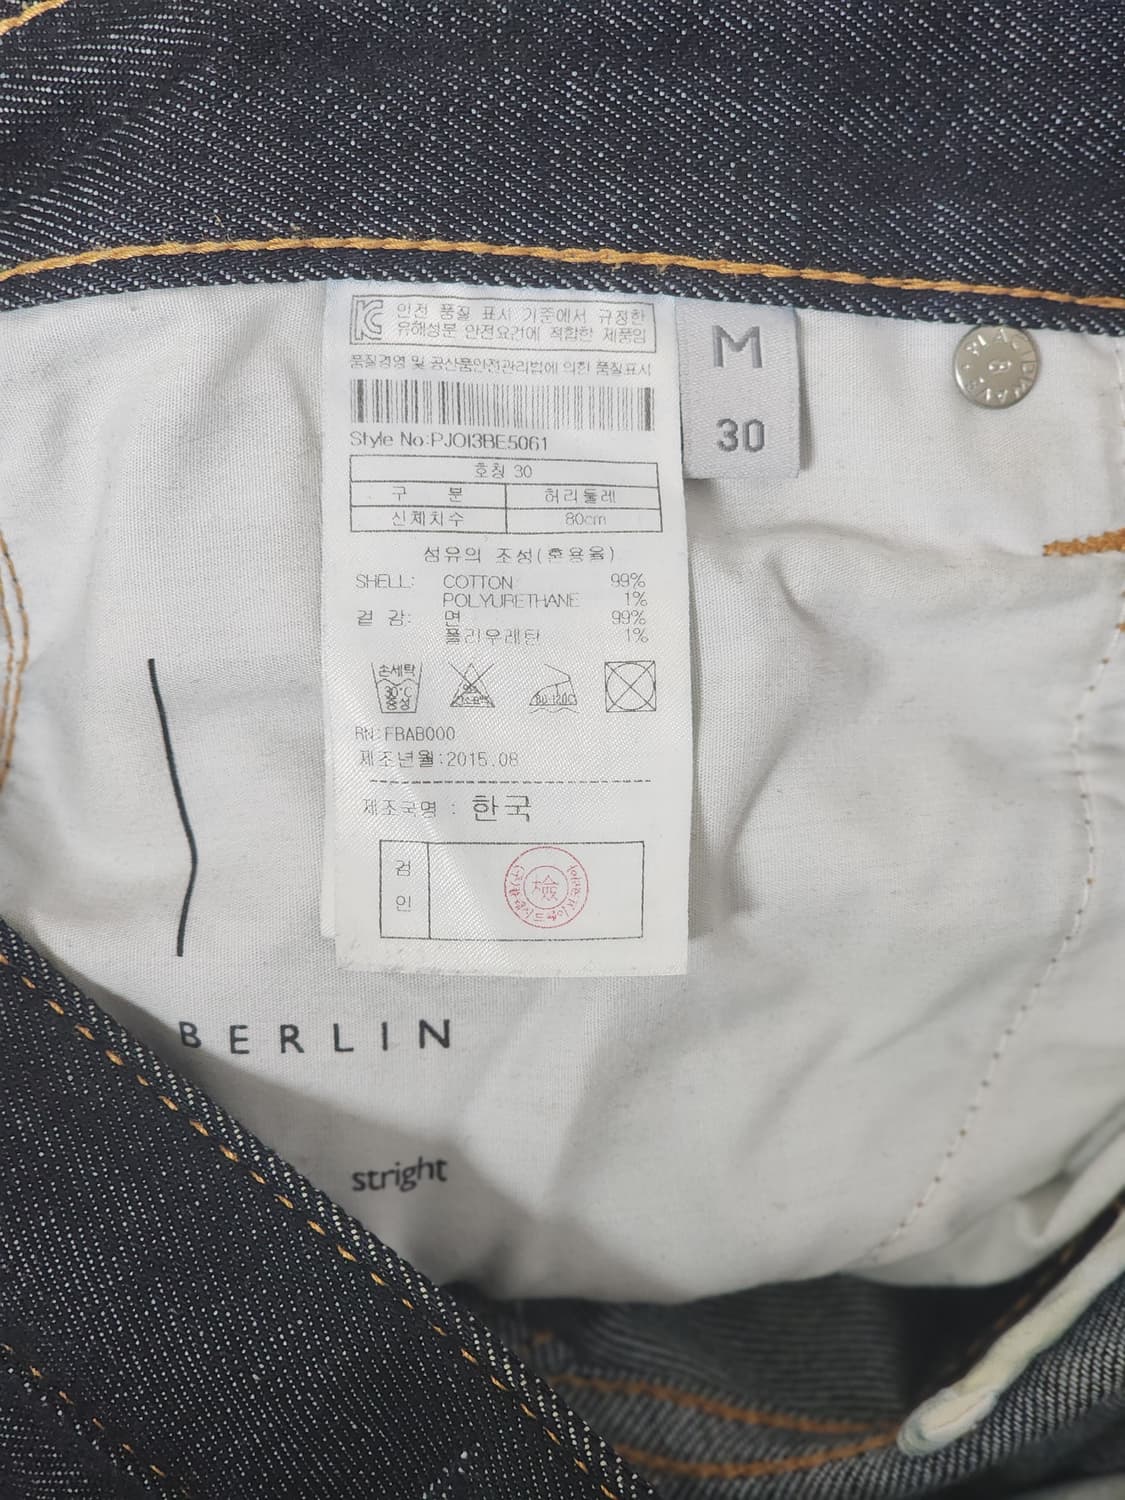 안전 품질 표시 기준에서 규정한
유해성분 안전요건에 적합한 제품임
품질경영 및 공산품안전관리법에 의한 품질표시
Style No:PJOI3BE5061
호칭 30
구 분 허리둘레
신체치수 80cm
섬유의 조성(혼용율)
SHELL: COTTON 99%
POLYURETHANE 1%
겉 감: 면 99%
폴리우레탄 1%
손세탁
30°C
중성
80-120C
RN:FBAB000
제조년월:2015.08
제조국명 : 한국
검
인
檢
M
30
BERLIN
stright